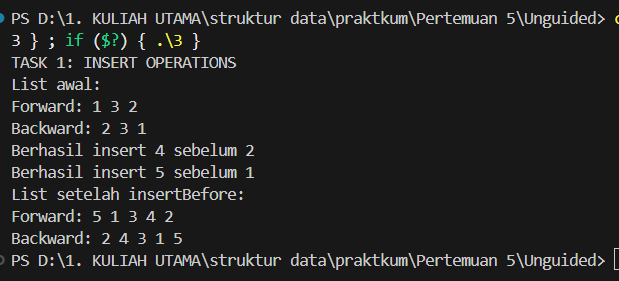 PS D:\1. KULIAH UTAMA\struktur data\praktkum\Pertemuan 5\Unguided>
3 } ; if ($?) { .\3 }
TASK 1: INSERT OPERATIONS
List awal:
Forward: 1 3 2
Backward: 2 3 1
Berhasil insert 4 sebelum 2
Berhasil insert 5 sebelum 1
List setelah insertBefore:
Forward: 5 1 3 4 2
Backward: 2 4 3 1 5
PS D:\1. KULIAH UTAMA\struktur data\praktkum\Pertemuan 5\Unguided>